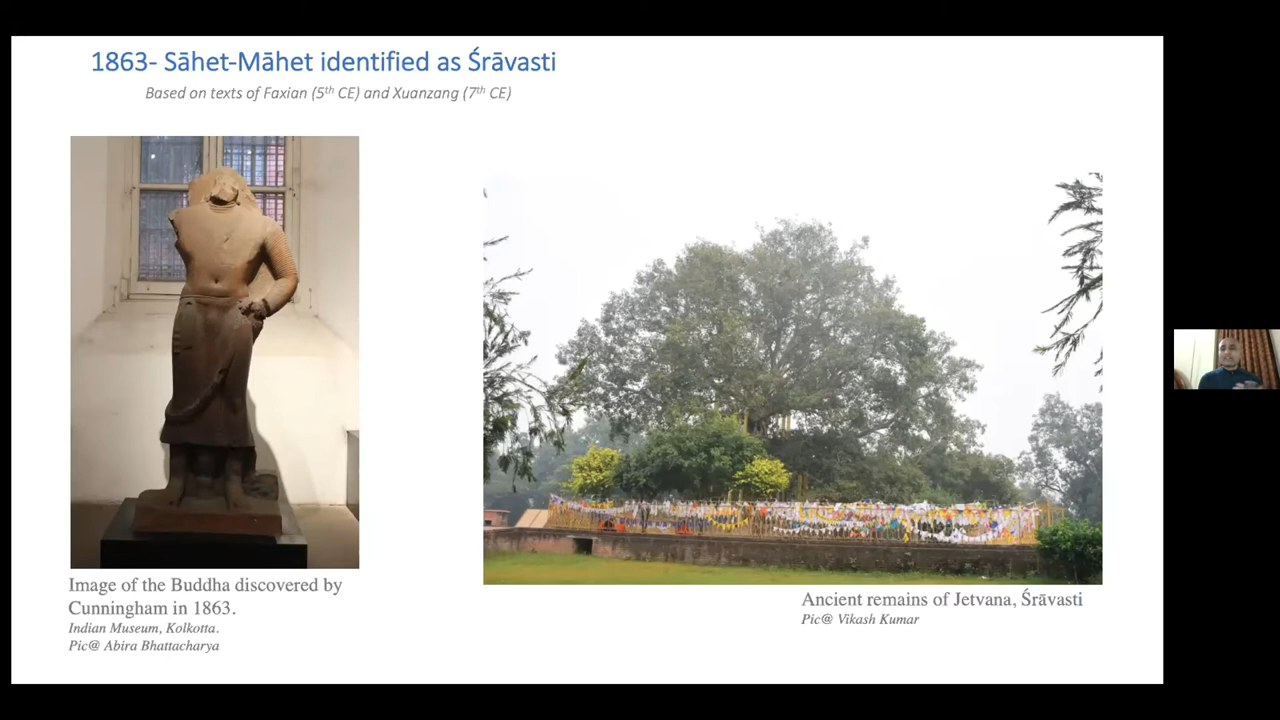 1863- Sāhet-Māhet identified as Śrāvasti
Based on texts of Faxian (5th CE) and Xuanzang (7th CE)
Image of the Buddha discovered by
Cunningham in 1863.
Indian Museum, Kolkotta.
Pic@ Abira Bhattacharya
Ancient remains of Jetvana, Śrāvasti
Pic@ Vikash Kumar